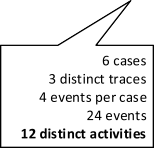 6 cases
3 distinct traces
4 events per case
24 events
12 distinct activities